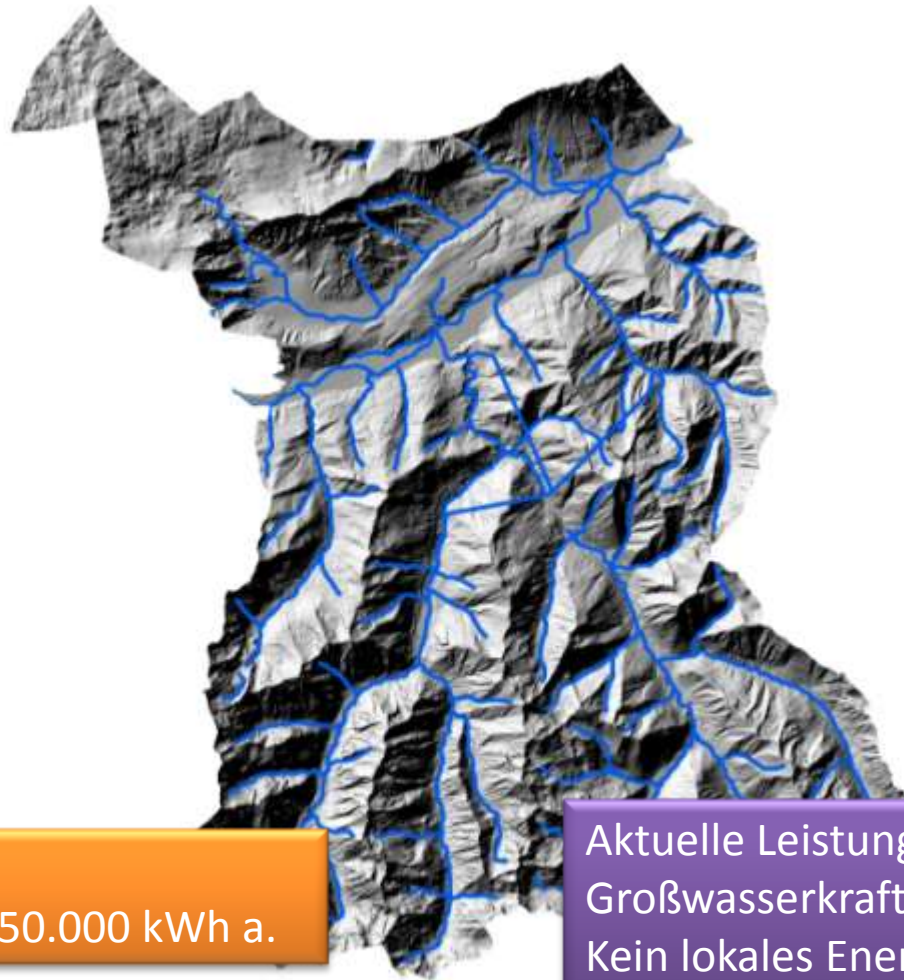 50.000 kWh a.
Aktuelle Leistung
Großwasserkraft
Kein lokales Ener